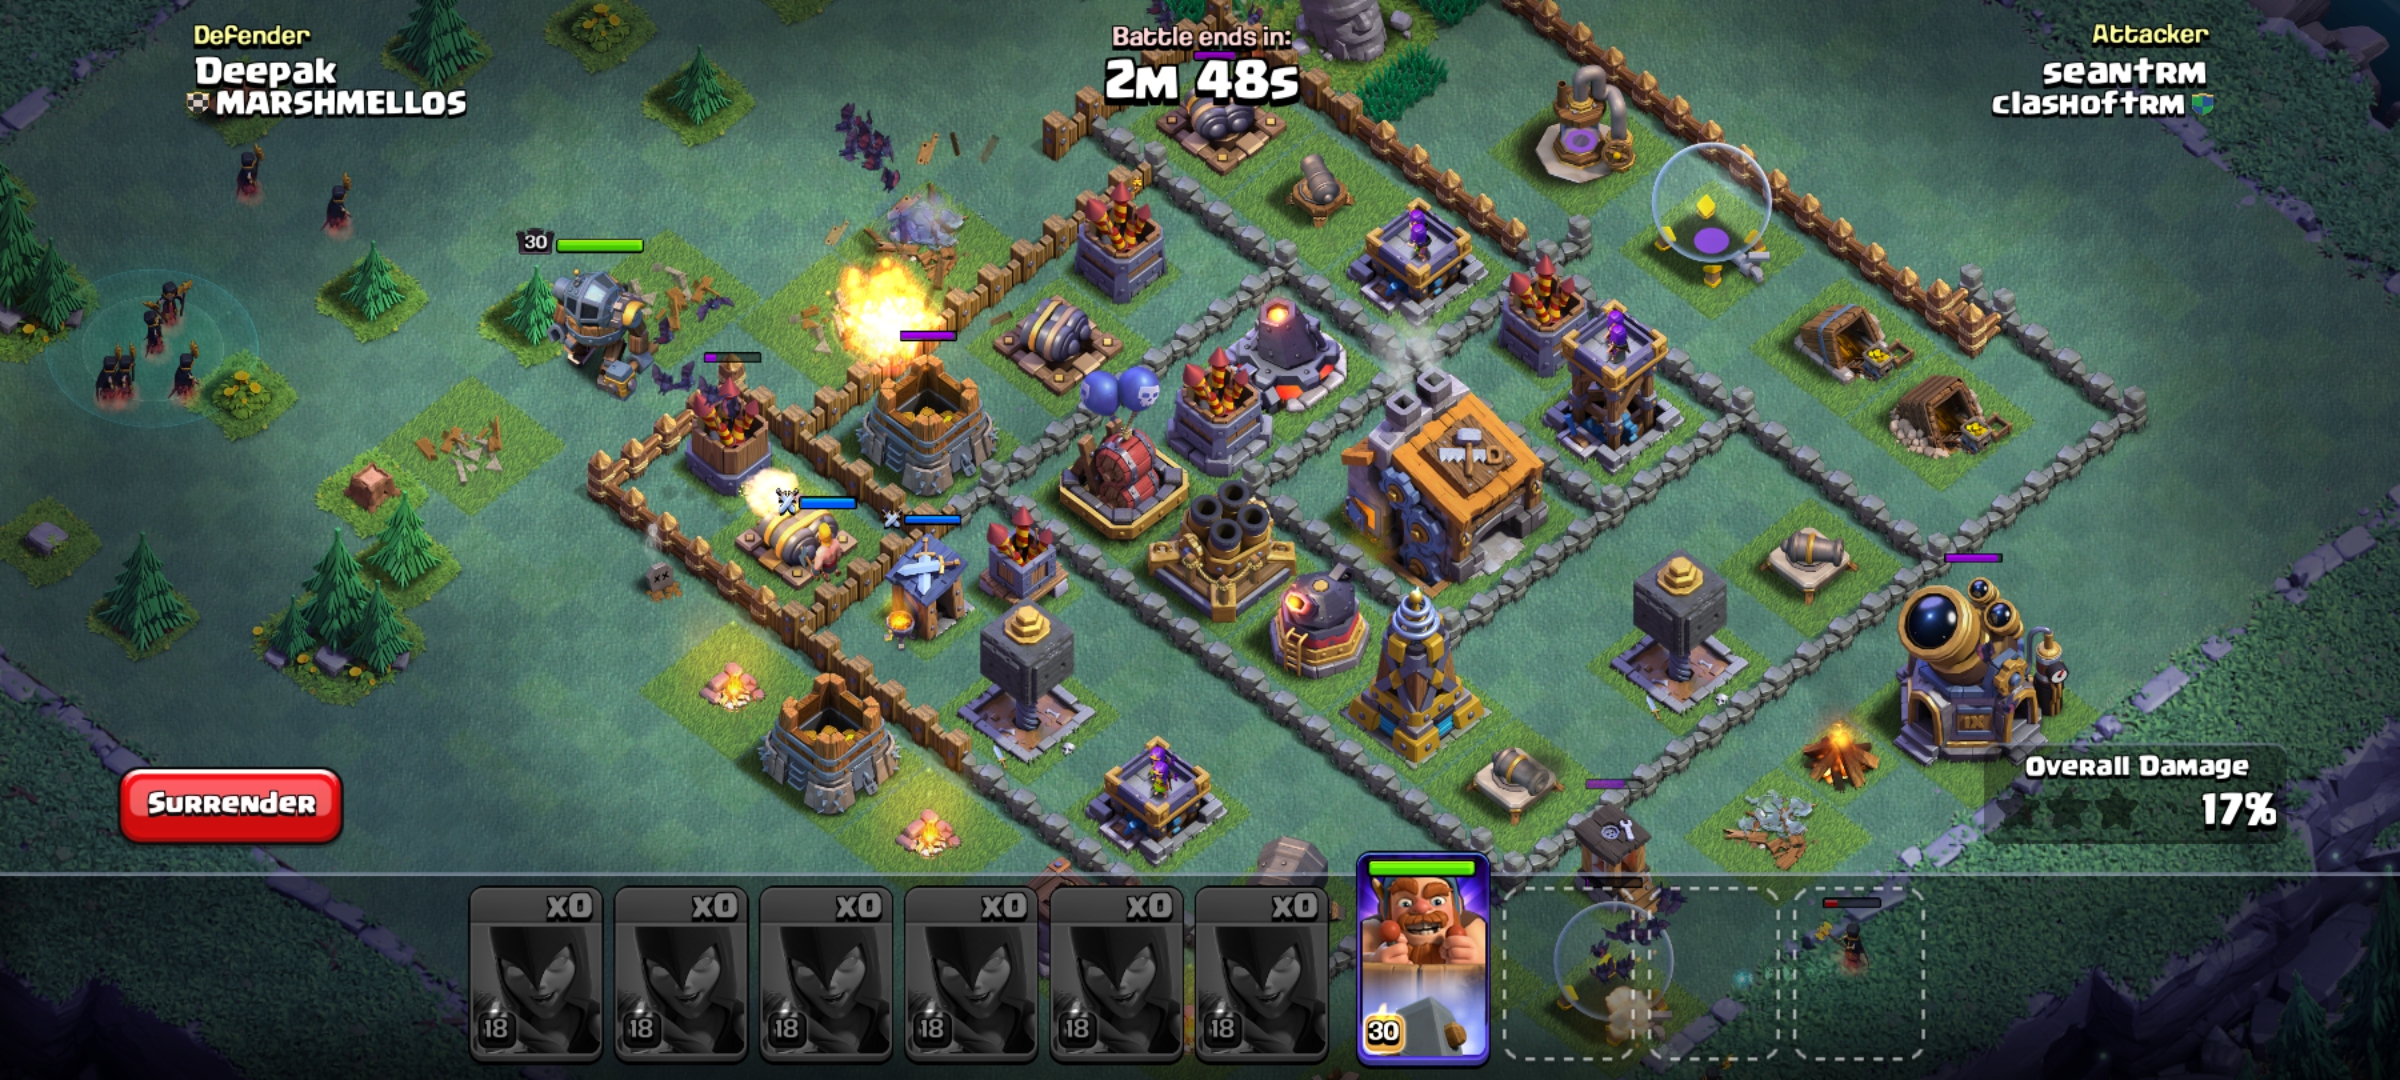 Defender
Deepak
MARSHMELLOS
Battle ends in:
2M 48S
Attacker
seantrm
clashoftrm
30
Surrender
Overall Damage
17%
x0
x0
x0
x0
x0
x0
18
18
18
18
18
18
30